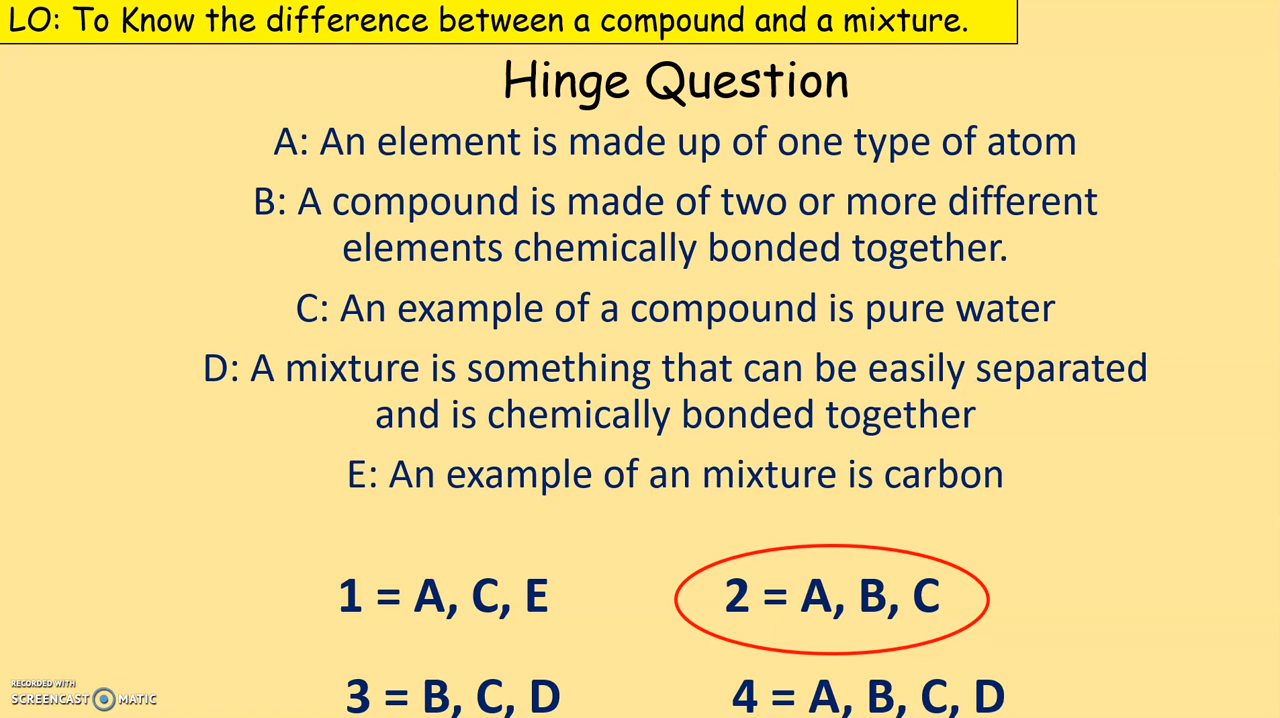 LO: To Know the difference between a compound and a mixture.
Hinge Question
A: An element is made up of one type of atom
B: A compound is made of two or more different
elements chemically bonded together.
C: An example of a compound is pure water
D: A mixture is something that can be easily separated
and is chemically bonded together
E: An example of an mixture is carbon
1 = A, C, E
2 = A, B, C
3 = B, C, D
4 = A, B, C, D
RECORDED WITH
SCREENCAST MATIC